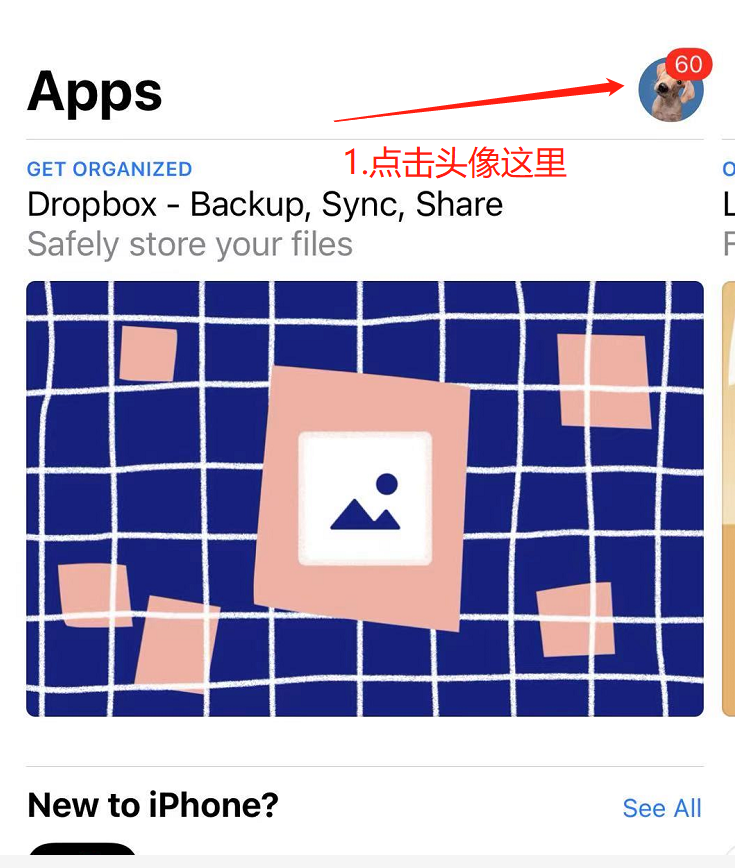 60
Apps
1.点击头像这里
GET ORGANIZED
Dropbox - Backup, Sync, Share
Safely store your files
New to iPhone?
See All